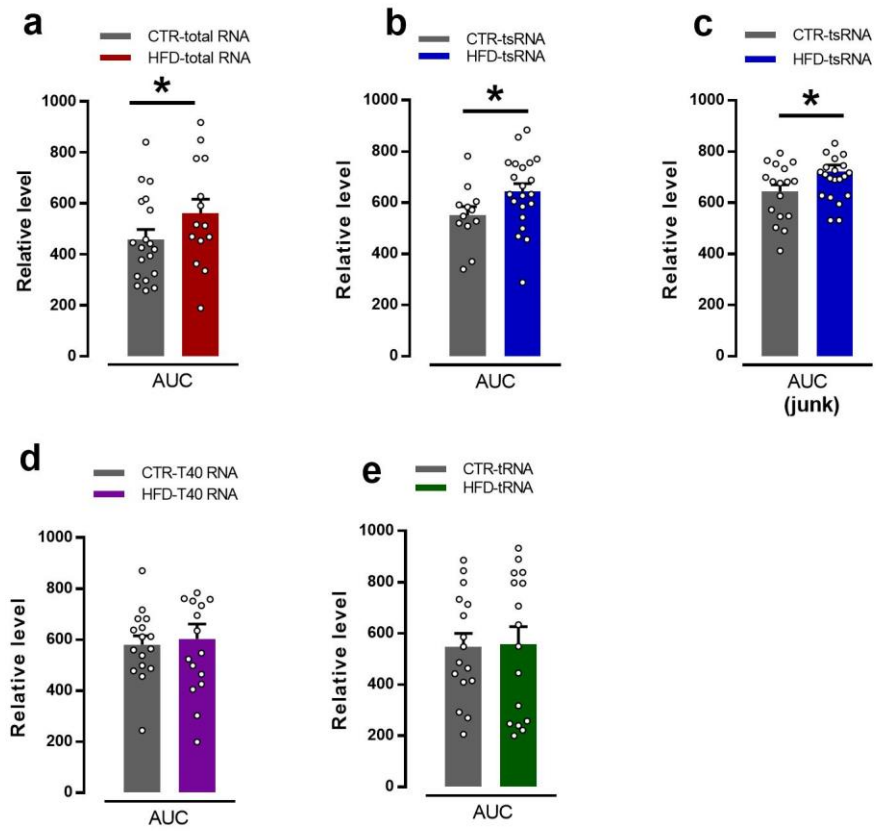 a
CTR-total RNA
HFD-total RNA
*
1000
800
600
400
200
0
Relative level
AUC
b
CTR-tsRNA
HFD-tsRNA
*
1000
800
600
400
200
0
Relative level
AUC
c
CTR-tsRNA
HFD-tsRNA
*
1000
800
600
400
200
0
Relative level
AUC
(junk)
d
CTR-T40 RNA
HFD-T40 RNA
1000
800
600
400
200
0
Relative level
AUC
e
CTR-tRNA
HFD-tRNA
1000
800
600
400
200
0
Relative level
AUC